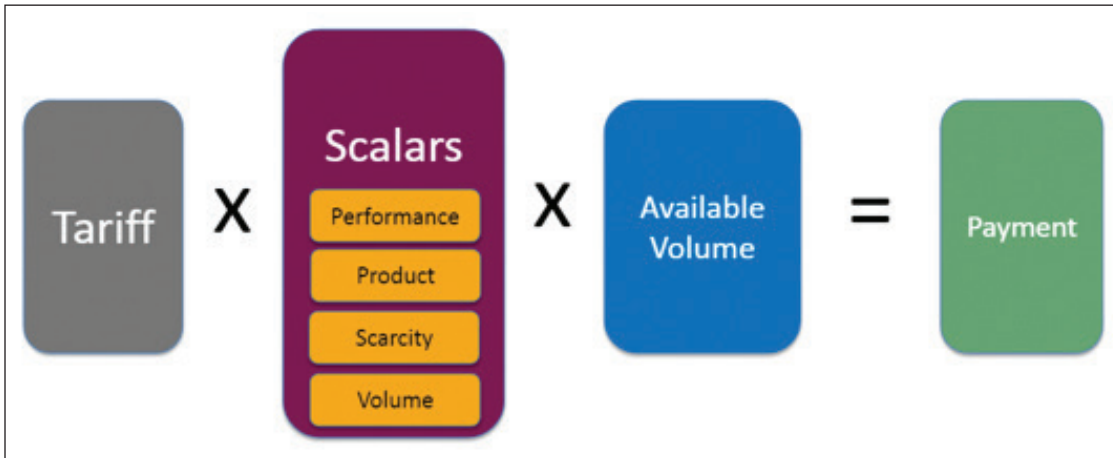 Tariff
X
Scalars
Performance
Product
Scarcity
Volume
X
Available
Volume
=
Payment